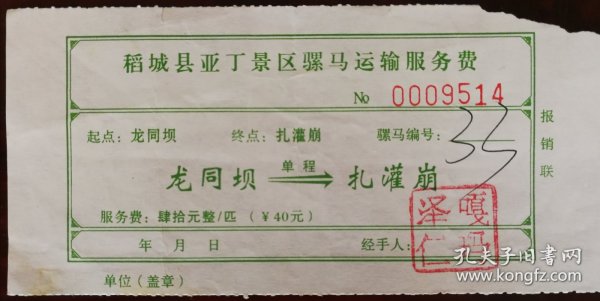 稻城县亚丁景区骡马运输服务费
№ 0009514
起点：龙同坝 终点：扎灌崩 骡马编号：35
龙同坝 单程 扎灌崩
服务费：肆拾元整/匹（￥40元）
年 月 日 经手人：
单位（盖章）
报销联
泽仁
孔夫子旧书网
www.kongfz.com